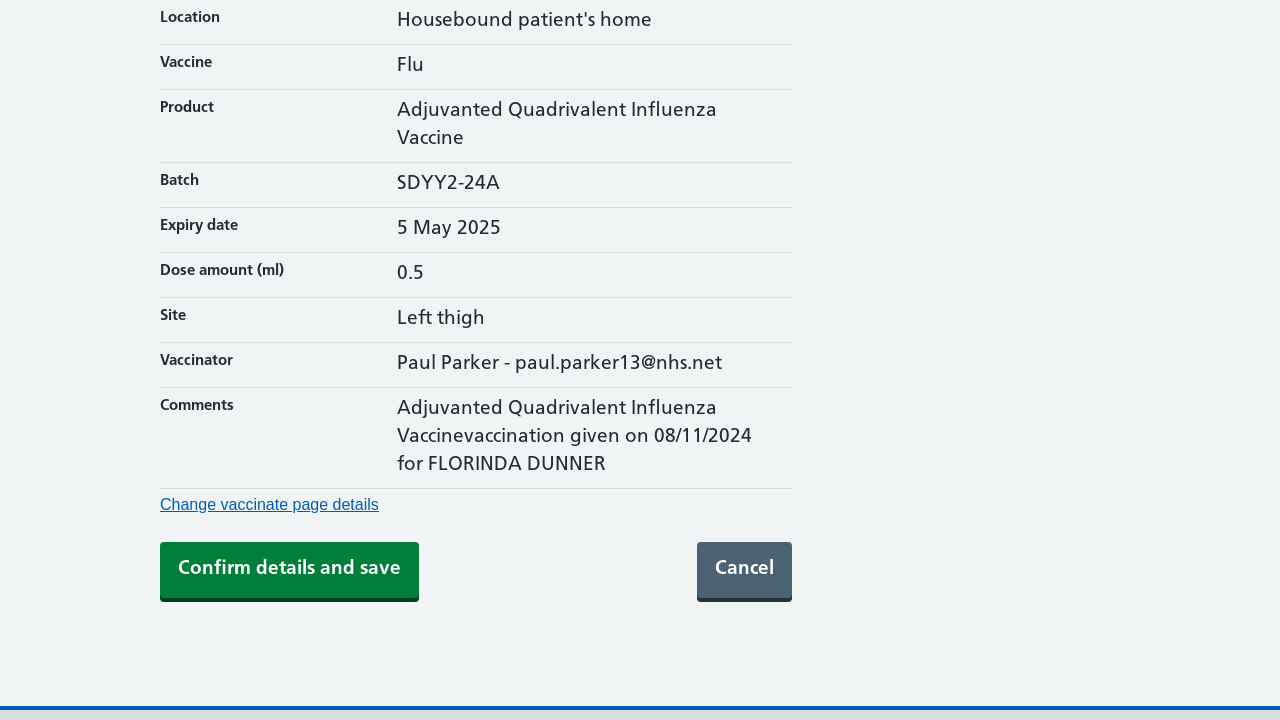 Location Housebound patient's home
Vaccine Flu
Product Adjuvanted Quadrivalent Influenza
Vaccine
Batch SDYY2-24A
Expiry date 5 May 2025
Dose amount (ml) 0.5
Site Left thigh
Vaccinator Paul Parker - paul.parker13@nhs.net
Comments Adjuvanted Quadrivalent Influenza
Vaccinevaccination given on 08/11/2024
for FLORINDA DUNNER
Change vaccinate page details
Confirm details and save Cancel